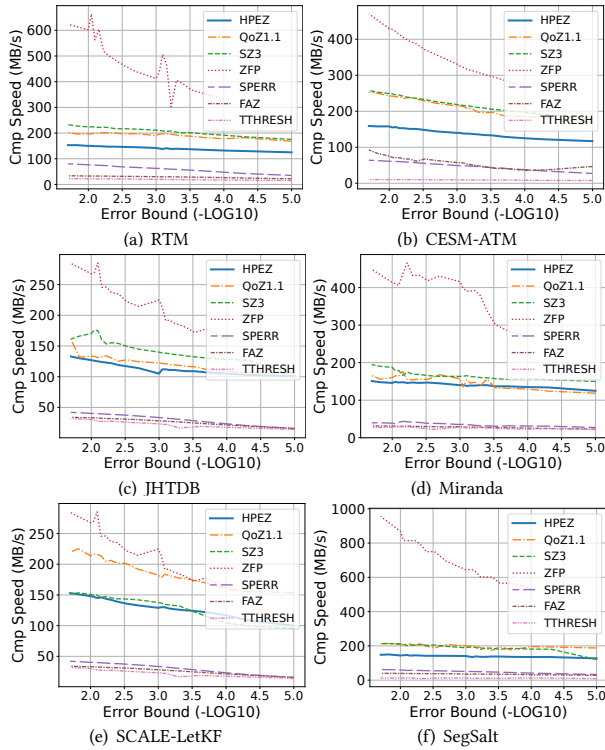 Cmp Speed (MB/s)
600
500
400
300
200
100
0
HPEZ
QoZ1.1
SZ3
ZFP
SPERR
FAZ
TTHRESH
2.0 2.5 3.0 3.5 4.0 4.5 5.0
Error Bound (-LOG10)
(a) RTM
Cmp Speed (MB/s)
400
300
200
100
0
HPEZ
QoZ1.1
SZ3
ZFP
SPERR
FAZ
TTHRESH
2.0 2.5 3.0 3.5 4.0 4.5 5.0
Error Bound (-LOG10)
(b) CESM-ATM
Cmp Speed (MB/s)
250
200
150
100
50
HPEZ
QoZ1.1
SZ3
ZFP
SPERR
FAZ
TTHRESH
2.0 2.5 3.0 3.5 4.0 4.5 5.0
Error Bound (-LOG10)
(c) JHTDB
Cmp Speed (MB/s)
400
300
200
100
0
HPEZ
QoZ1.1
SZ3
ZFP
SPERR
FAZ
TTHRESH
2.0 2.5 3.0 3.5 4.0 4.5 5.0
Error Bound (-LOG10)
(d) Miranda
Cmp Speed (MB/s)
250
200
150
100
50
HPEZ
QoZ1.1
SZ3
ZFP
SPERR
FAZ
TTHRESH
2.0 2.5 3.0 3.5 4.0 4.5 5.0
Error Bound (-LOG10)
(e) SCALE-LetKF
Cmp Speed (MB/s)
1000
800
600
400
200
0
HPEZ
QoZ1.1
SZ3
ZFP
SPERR
FAZ
TTHRESH
2.0 2.5 3.0 3.5 4.0 4.5 5.0
Error Bound (-LOG10)
(f) SegSalt